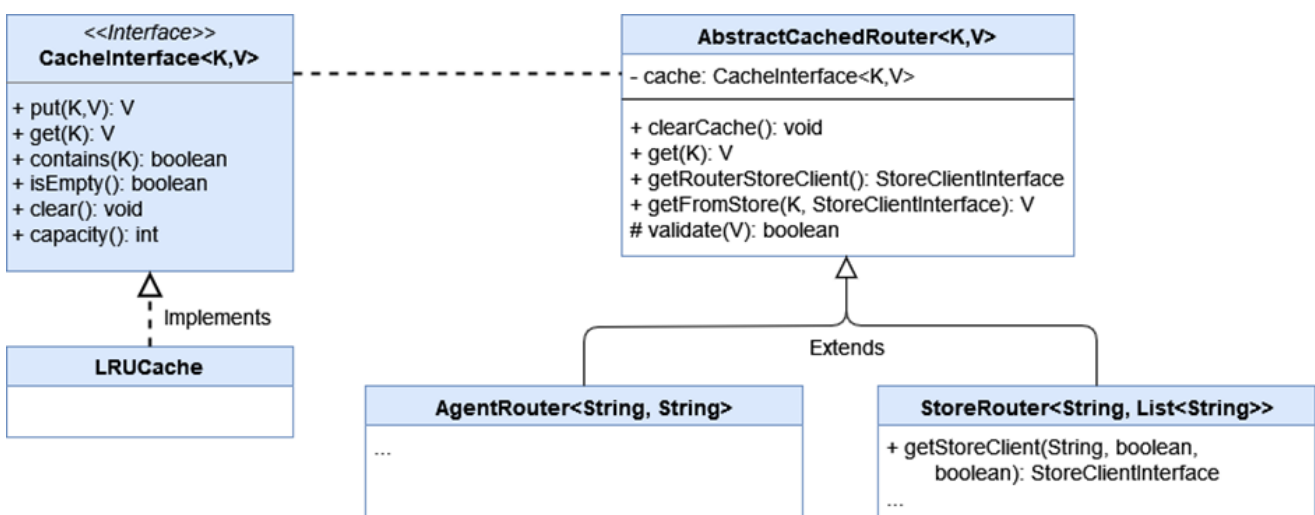 <<Interface>>
CacheInterface<K,V>
+ put(K,V): V
+ get(K): V
+ contains(K): boolean
+ isEmpty(): boolean
+ clear(): void
+ capacity(): int
Implements
LRUCache
AbstractCachedRouter<K,V>
- cache: CacheInterface<K,V>
+ clearCache(): void
+ get(K): V
+ getRouterStoreClient(): StoreClientInterface
+ getFromStore(K, StoreClientInterface): V
# validate(V): boolean
Extends
AgentRouter<String, String>
...
StoreRouter<String, List<String>>
+ getStoreClient(String, boolean,
boolean): StoreClientInterface
...